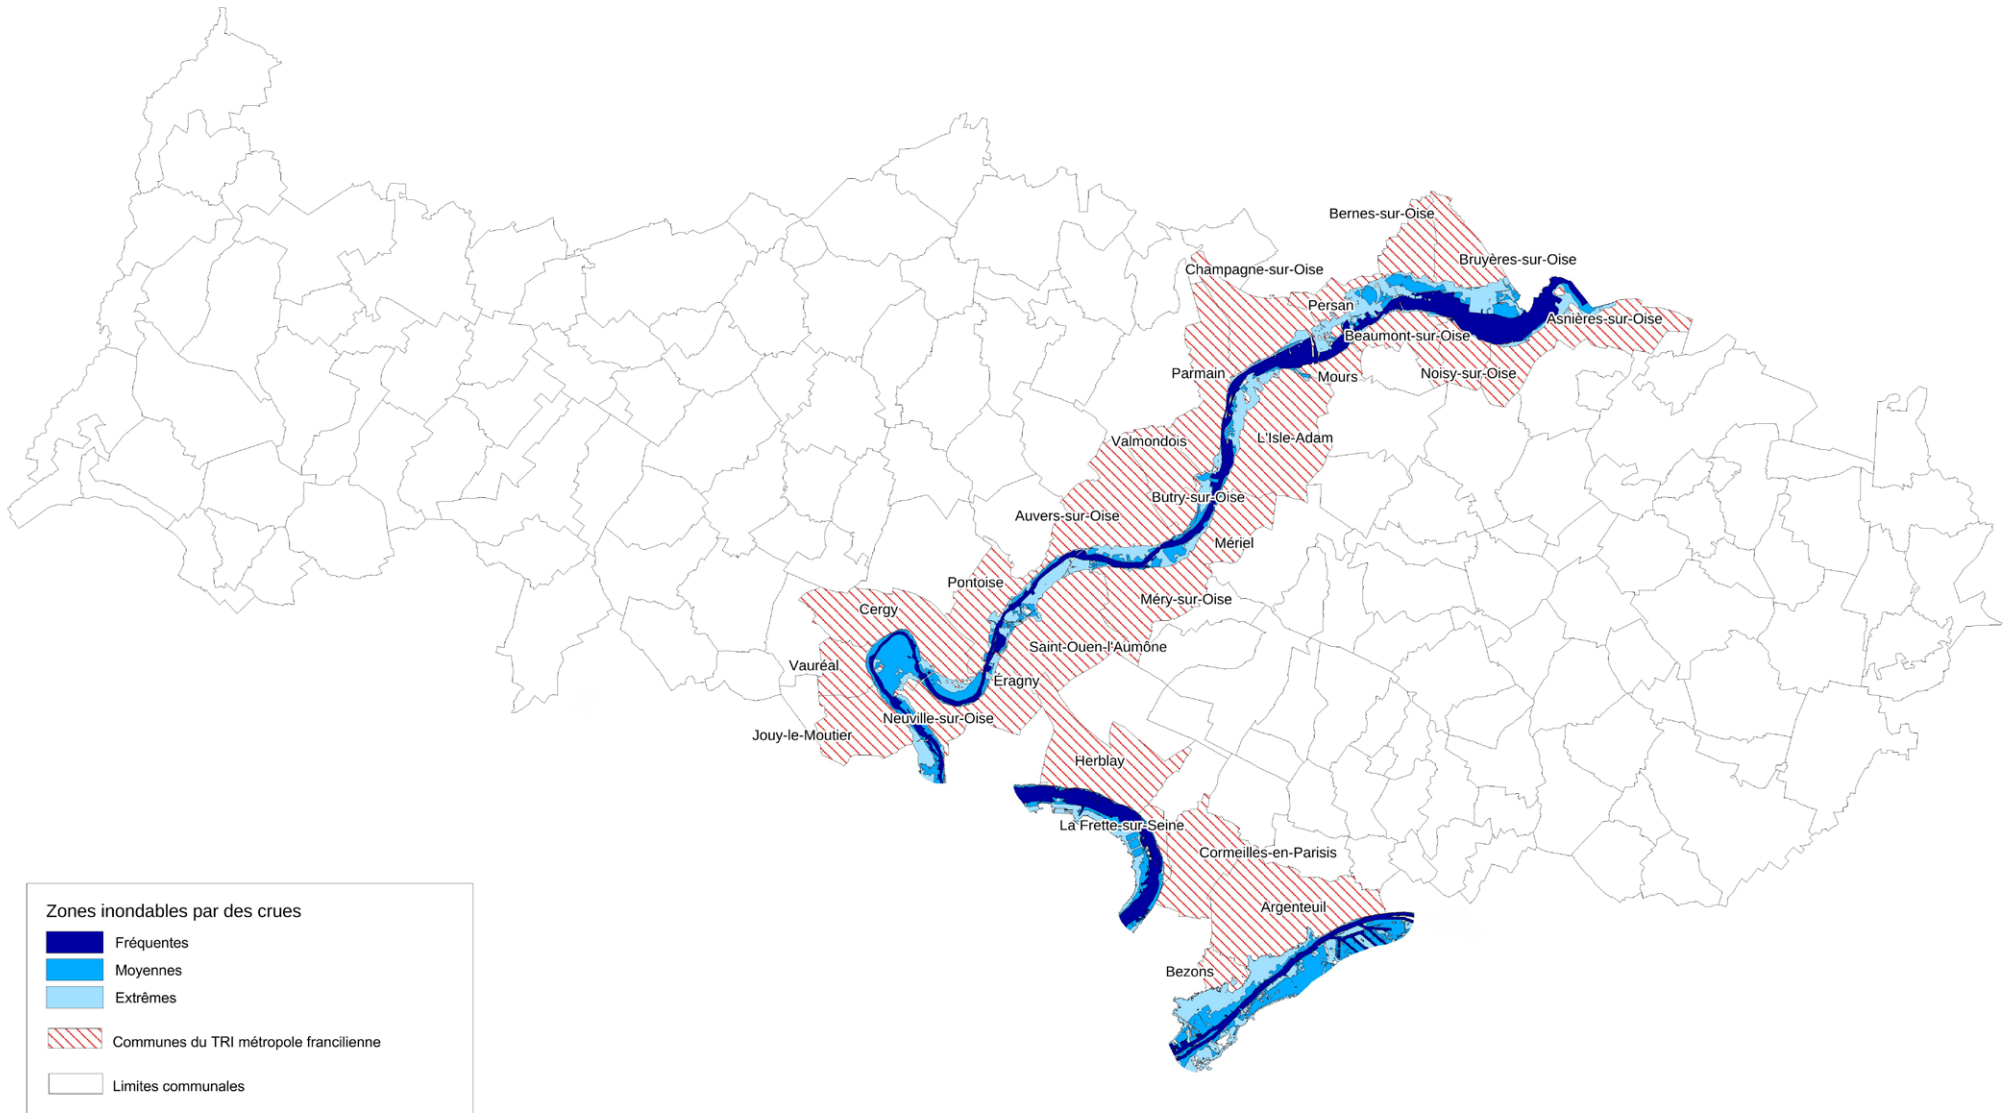 Bernes-sur-Oise
Bruyères-sur-Oise
Champagne-sur-Oise
Persan
Asnières-sur-Oise
Beaumont-sur-Oise
Parmain
Mours
Noisy-sur-Oise
Valmondois
L'Isle-Adam
Butry-sur-Oise
Auvers-sur-Oise
Mériel
Pontoise
Méry-sur-Oise
Cergy
Saint-Ouen-l'Aumône
Vauréal
Éragny
Neuville-sur-Oise
Jouy-le-Moutier
Herblay
La Frette-sur-Seine
Cormeilles-en-Parisis
Argenteuil
Bezons
Zones inondables par des crues
Fréquentes
Moyennes
Extrêmes
Communes du TRI métropole francilienne
Limites communales